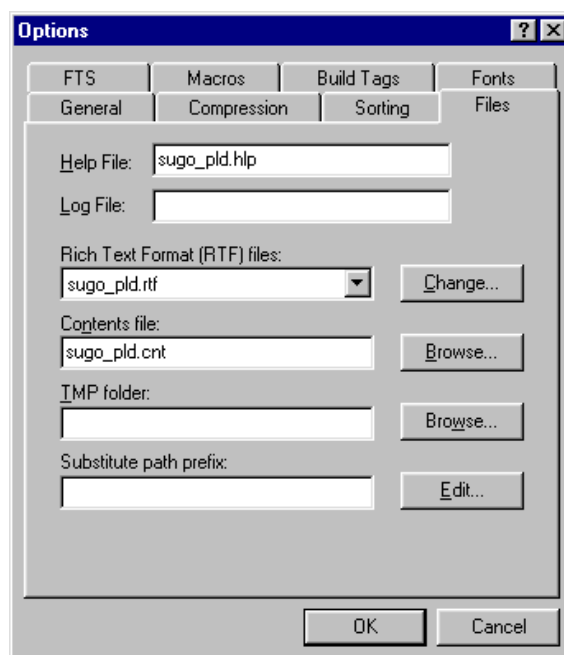 Options
FTS Macros Build Tags Fonts
General Compression Sorting Files
Help File: sugo_pld.hlp
Log File:
Rich Text Format (RTF) files:
sugo_pld.rtf Change...
Contents file:
sugo_pld.cnt Browse...
TMP folder:
Browse...
Substitute path prefix:
Edit...
OK Cancel